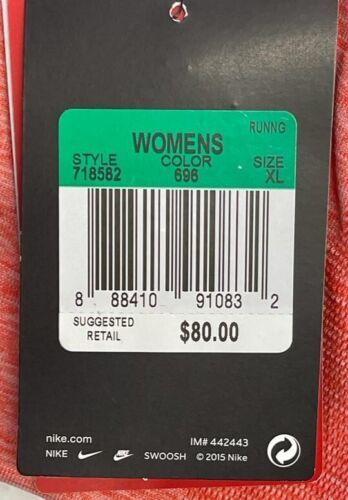 RUNNG
WOMENS
STYLE COLOR SIZE
718582 696 XL
8 88410 91083 2
SUGGESTED RETAIL $80.00
nike.com IM# 442443
NIKE SWOOSH © 2015 Nike